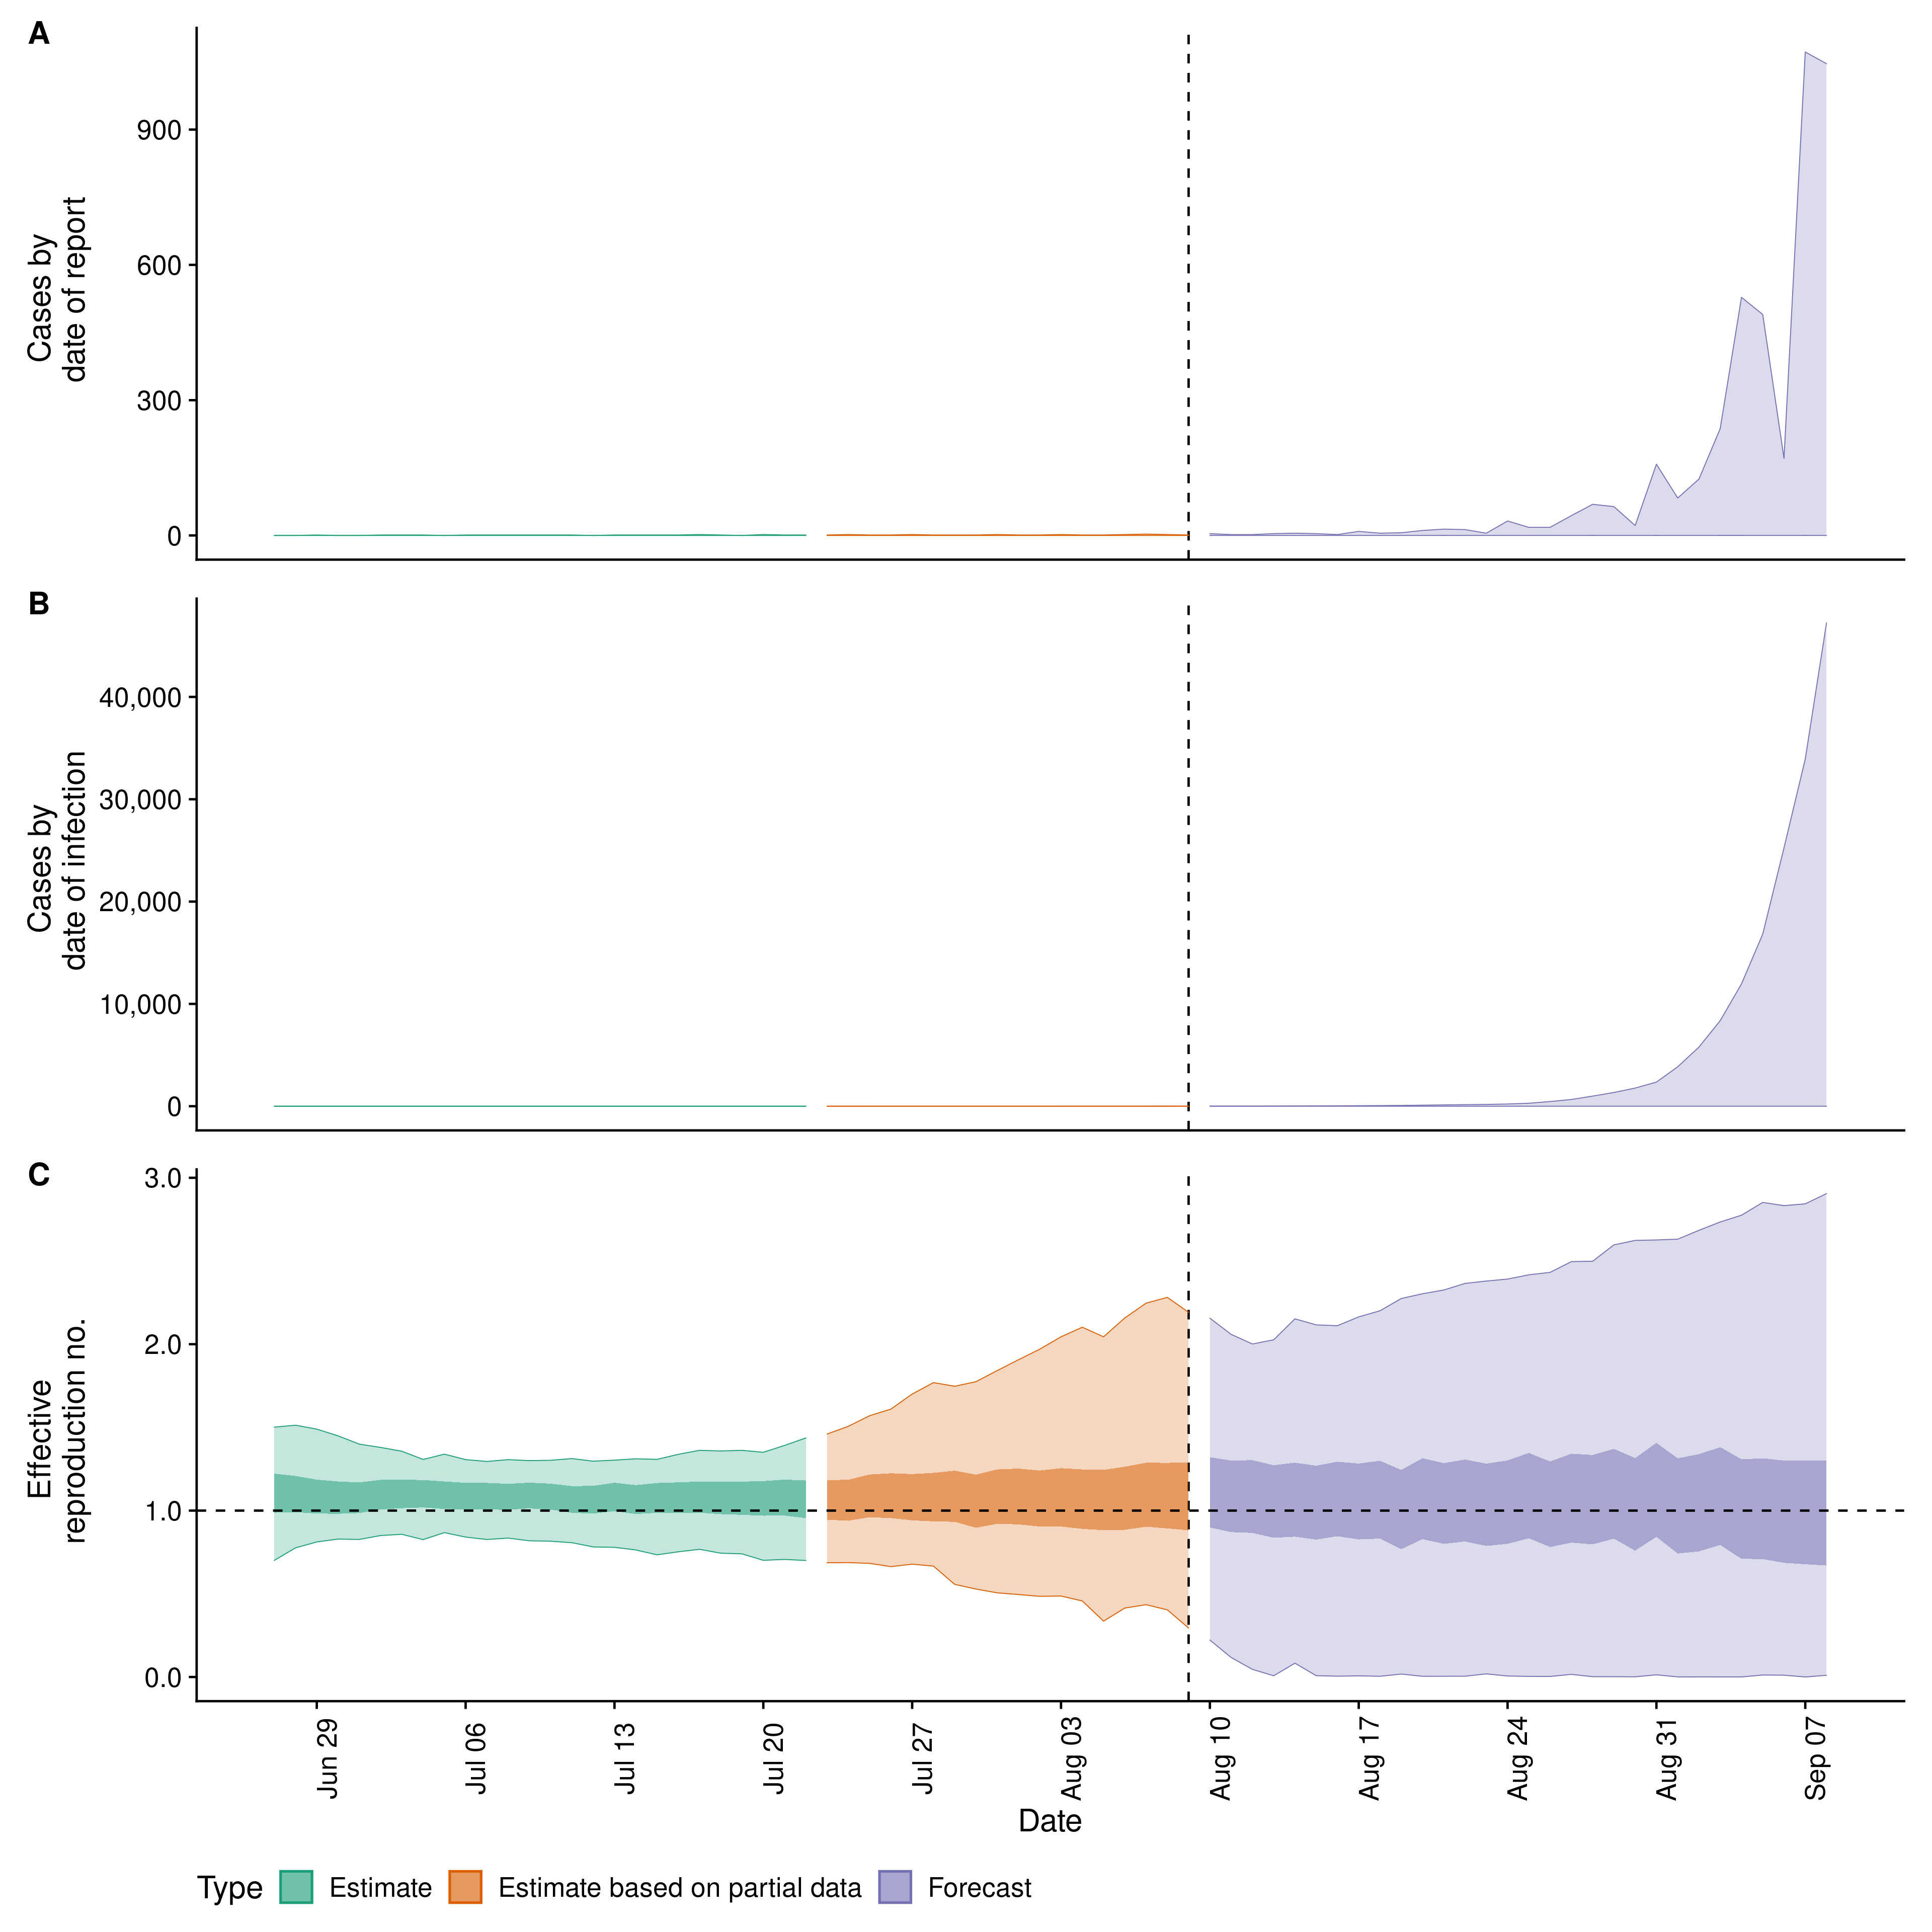 A
Cases by
date of report
900
600
300
0
B
Cases by
date of infection
40,000
30,000
20,000
10,000
0
C
Effective
reproduction no.
3.0
2.0
1.0
0.0
Jun 29
Jul 06
Jul 13
Jul 20
Jul 27
Aug 03
Aug 10
Aug 17
Aug 24
Aug 31
Sep 07
Date
Type Estimate Estimate based on partial data Forecast